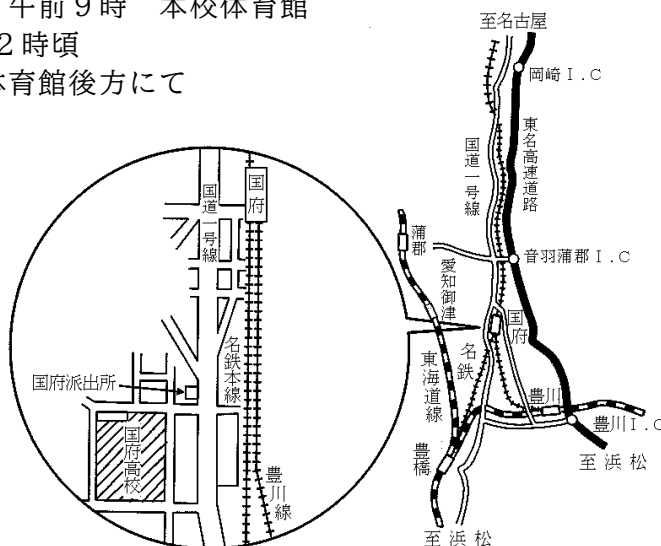 午前９時　本校体育館
２時頃
体育館後方にて
至名古屋
岡崎Ｉ.Ｃ
国道一号線
東名高速道路
蒲郡
愛知御津
音羽蒲郡Ｉ.Ｃ
国府
名鉄
東海道線
豊川
豊川Ｉ.Ｃ
豊橋
至浜松
至浜松
国道一号線
国府
名鉄本線
国府派出所
国府高校
豊川線